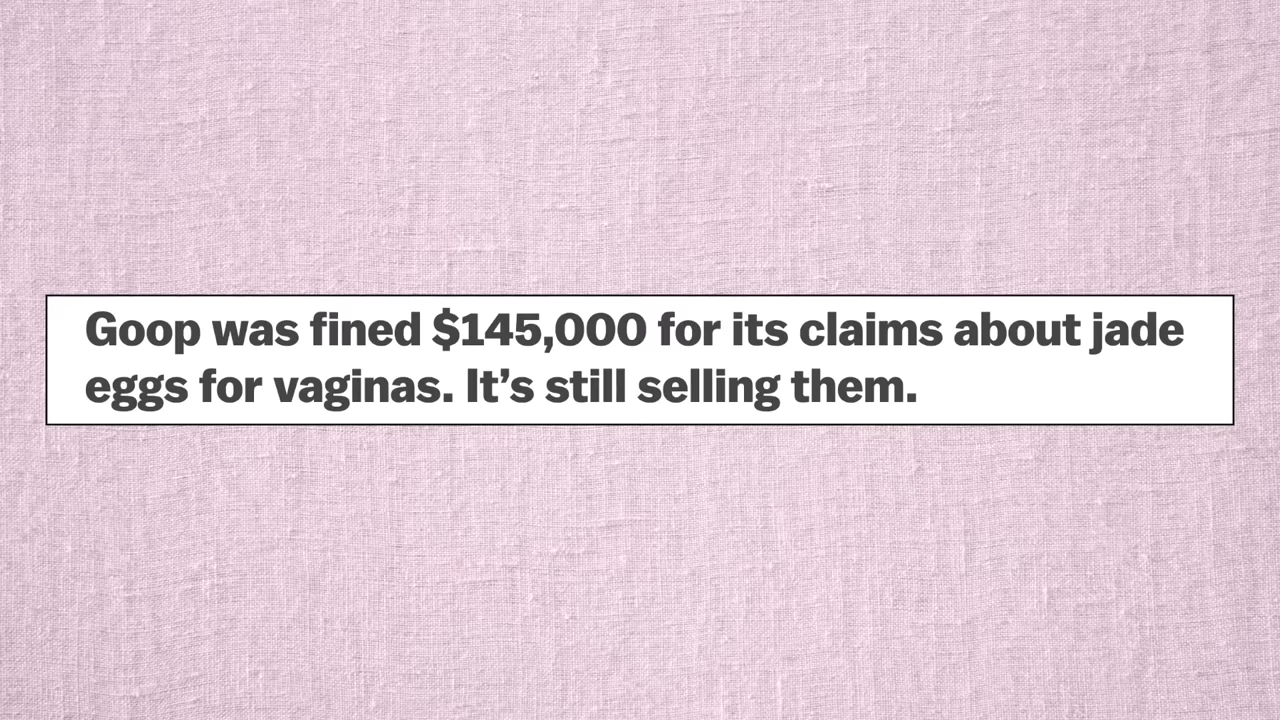 Goop was fined $145,000 for its claims about jade
eggs for vaginas. It’s still selling them.